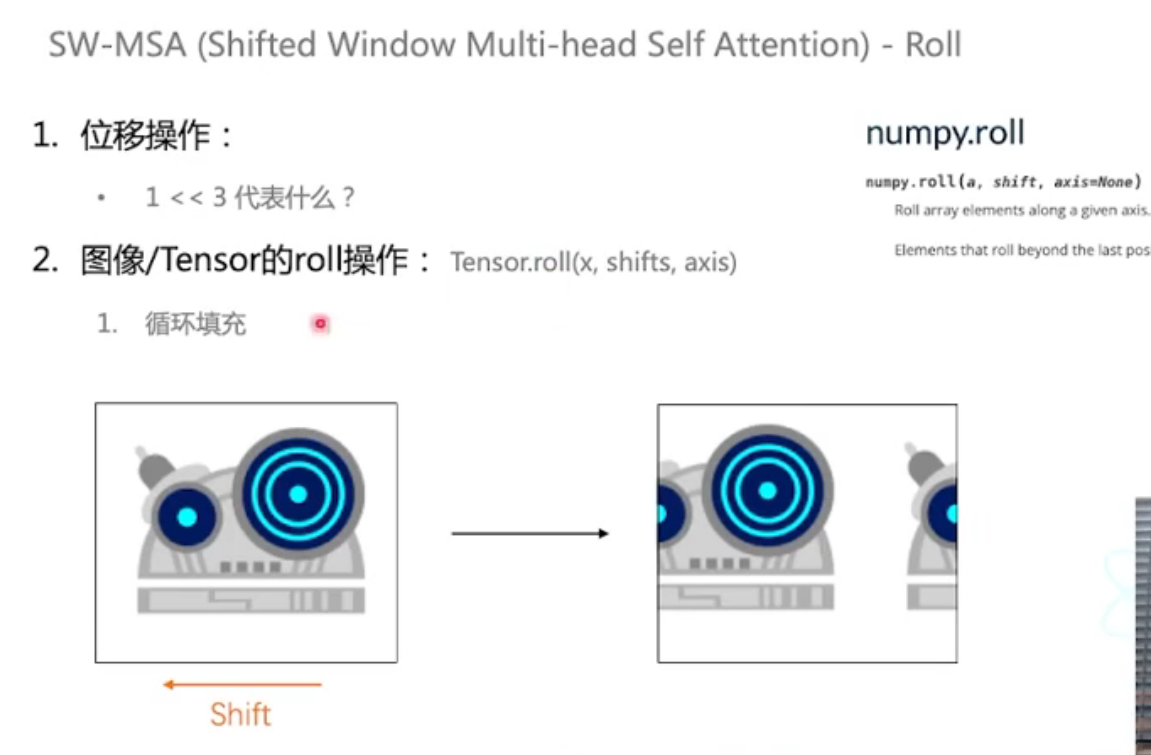 SW-MSA (Shifted Window Multi-head Self Attention) - Roll
1. 位移操作：
• 1 << 3 代表什么？
2. 图像/Tensor的roll操作： Tensor.roll(x, shifts, axis)
1. 循环填充
numpy.roll
numpy.roll(a, shift, axis=None)
Roll array elements along a given axis.
Elements that roll beyond the last pos
Shift